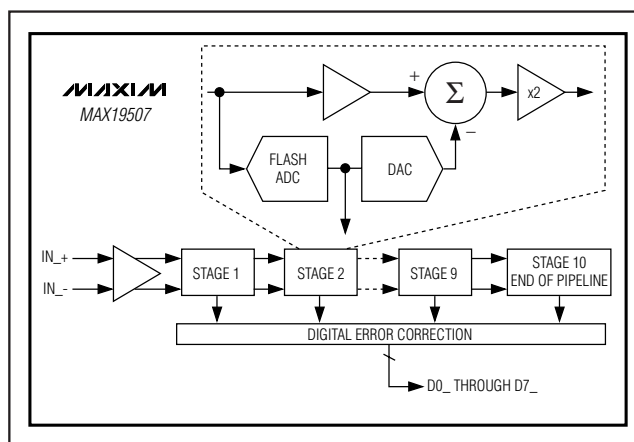 MAXIM
MAX19507
+
Σ
x2
−
FLASH
ADC
DAC
IN_+
IN_-
STAGE 1
STAGE 2
STAGE 9
STAGE 10
END OF PIPELINE
DIGITAL ERROR CORRECTION
D0_ THROUGH D7_